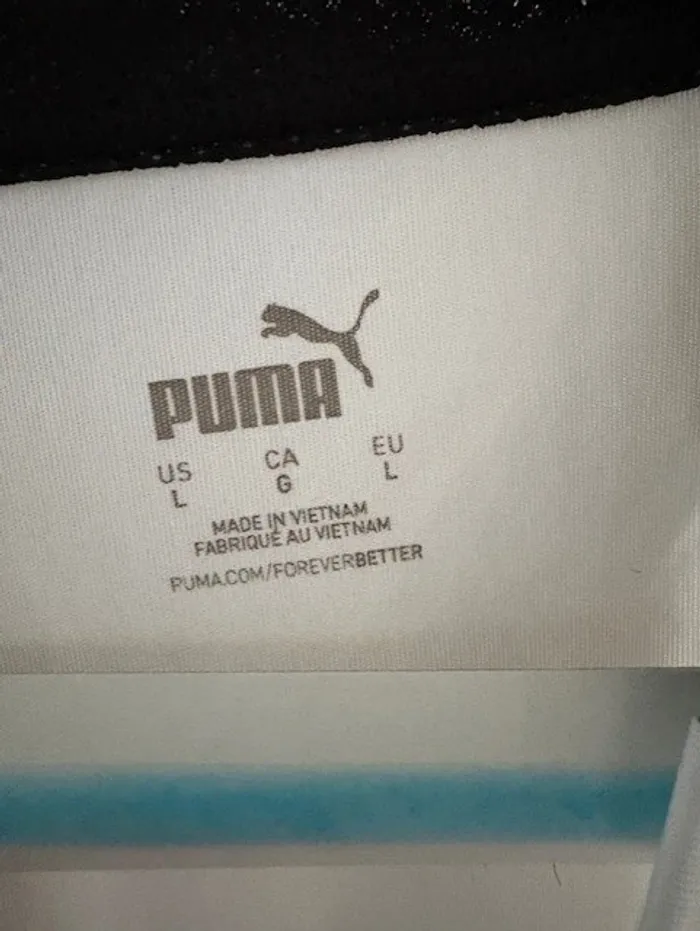 PUMA
US CA EU
L G L
MADE IN VIETNAM
FABRIQUÉ AU VIETNAM
PUMA.COM/FOREVERBETTER